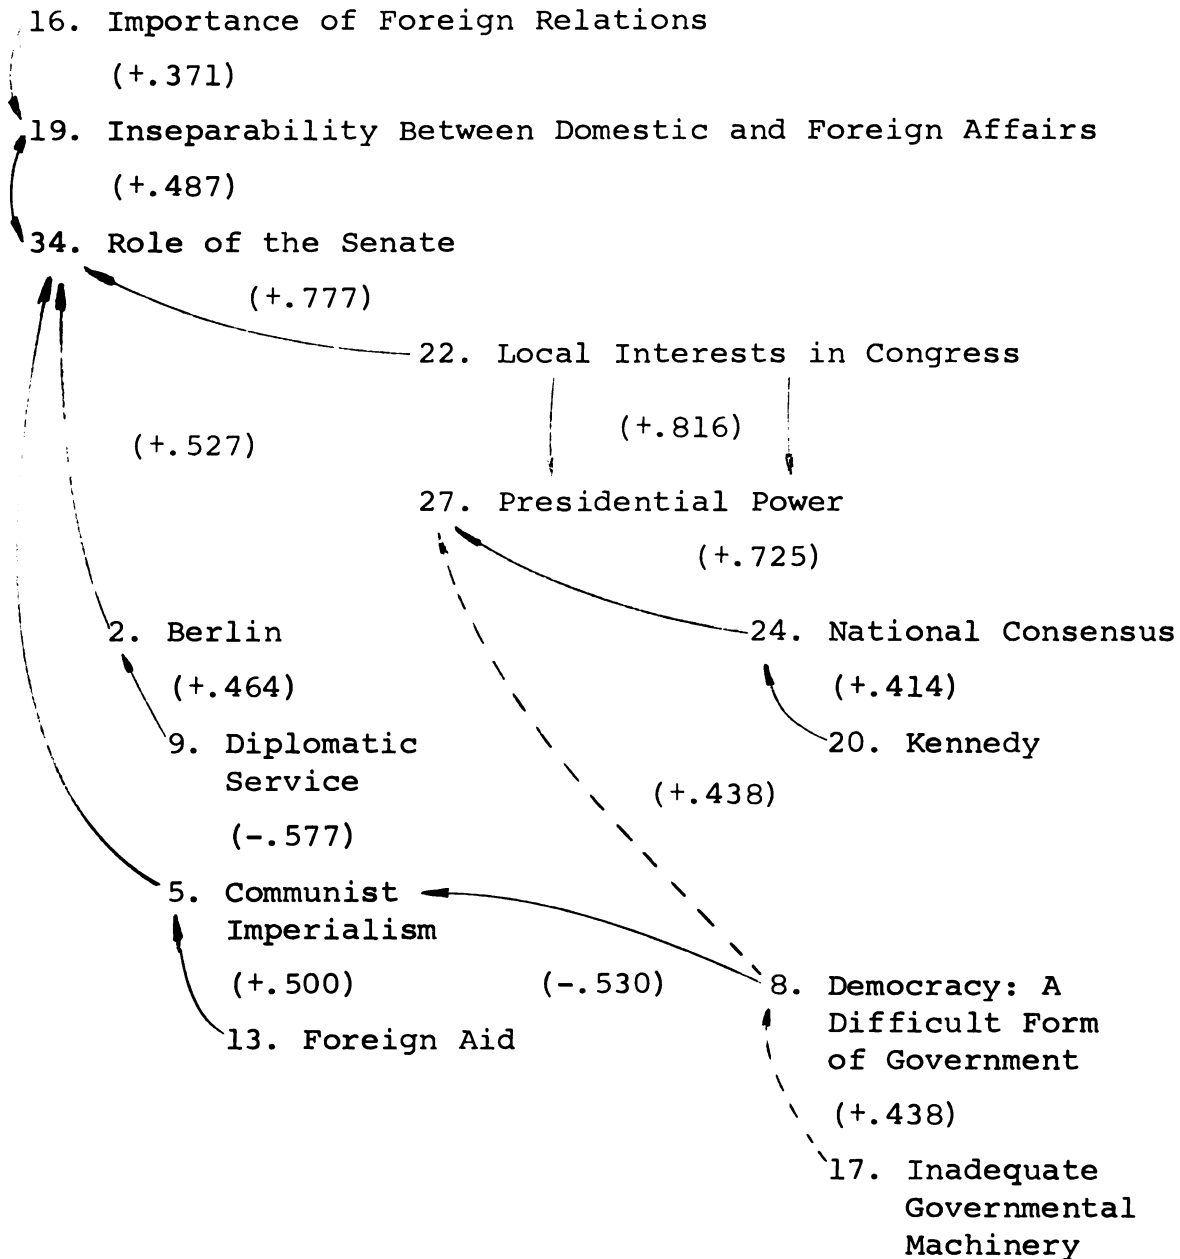 16. Importance of Foreign Relations
(+.371)
19. Inseparability Between Domestic and Foreign Affairs
(+.487)
34. Role of the Senate
(+.777)
22. Local Interests in Congress
(+.816)
(+.527)
27. Presidential Power
(+.725)
2. Berlin
24. National Consensus
(+.464)
(+.414)
9. Diplomatic
Service
20. Kennedy
(+.438)
(-.577)
5. Communist
Imperialism
(+.500)
(-.530)
8. Democracy: A
Difficult Form
of Government
13. Foreign Aid
(+.438)
17. Inadequate
Governmental
Machinery